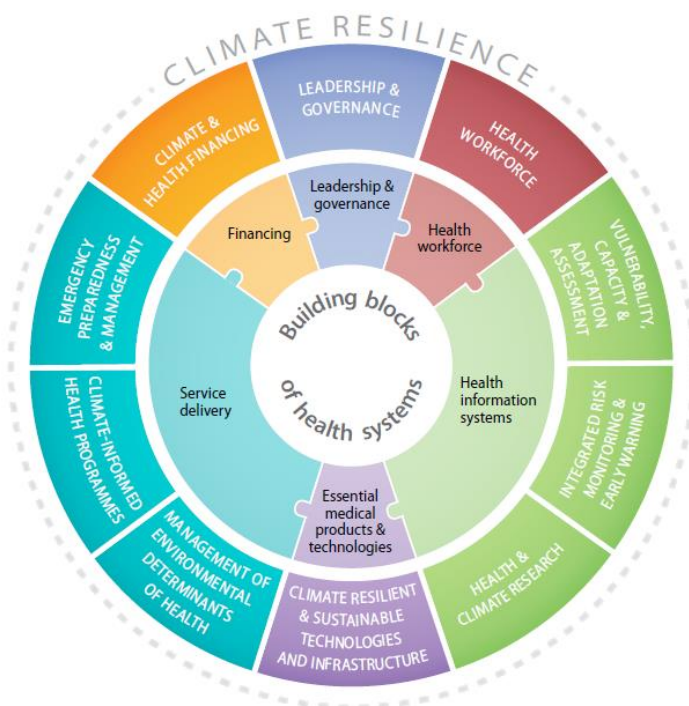 CLIMATE RESILIENCE
LEADERSHIP &
GOVERNANCE
HEALTH
WORKFORCE
VULNERABILITY,
CAPACITY &
ADAPTATION
ASSESSMENT
INTEGRATED RISK
MONITORING &
EARLY WARNING
HEALTH &
CLIMATE RESEARCH
CLIMATE RESILIENT
& SUSTAINABLE
TECHNOLOGIES
AND INFRASTRUCTURE
MANAGEMENT OF
ENVIRONMENTAL
DETERMINANTS
OF HEALTH
CLIMATE-INFORMED
HEALTH PROGRAMMES
EMERGENCY
PREPAREDNESS
& MANAGEMENT
CLIMATE &
HEALTH FINANCING
Leadership &
governance
Health
workforce
Health
information
systems
Essential
medical
products &
technologies
Service
delivery
Financing
Building blocks
of health systems